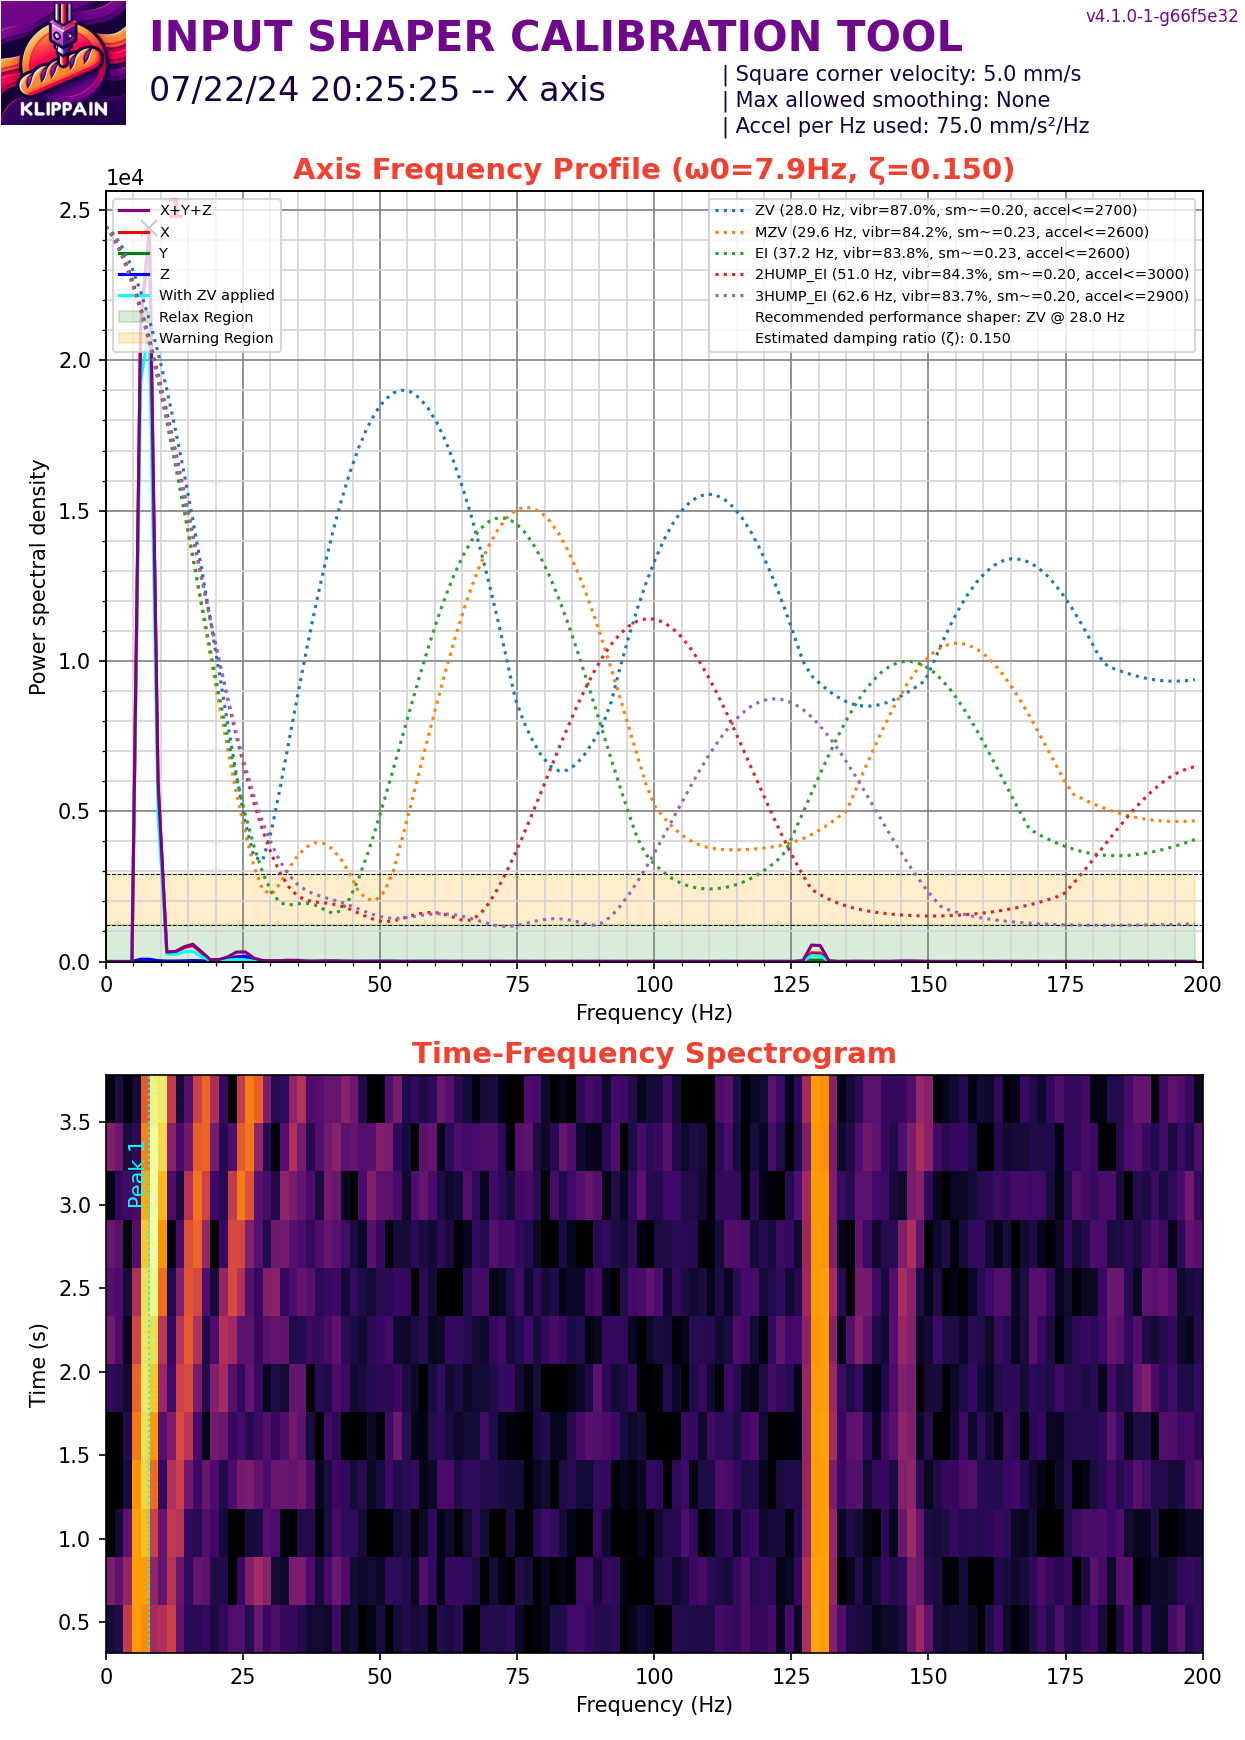 v4.1.0-1-g66f5e32
INPUT SHAPER CALIBRATION TOOL
07/22/24 20:25:25 -- X axis
| Square corner velocity: 5.0 mm/s
| Max allowed smoothing: None
| Accel per Hz used: 75.0 mm/s²/Hz
KLIPPAIN
Axis Frequency Profile (ω0=7.9Hz, ζ=0.150)
1e4
2.5
2.0
1.5
1.0
0.5
0.0
Power spectral density
1
X+Y+Z
X
Y
Z
With ZV applied
Relax Region
Warning Region
ZV (28.0 Hz, vibr=87.0%, sm~=0.20, accel<=2700)
MZV (29.6 Hz, vibr=84.2%, sm~=0.23, accel<=2600)
EI (37.2 Hz, vibr=83.8%, sm~=0.23, accel<=2600)
2HUMP_EI (51.0 Hz, vibr=84.3%, sm~=0.20, accel<=3000)
3HUMP_EI (62.6 Hz, vibr=83.7%, sm~=0.20, accel<=2900)
Recommended performance shaper: ZV @ 28.0 Hz
Estimated damping ratio (ζ): 0.150
0 25 50 75 100 125 150 175 200
Frequency (Hz)
Time-Frequency Spectrogram
3.5
3.0
2.5
2.0
1.5
1.0
0.5
Time (s)
Peak 1
0 25 50 75 100 125 150 175 200
Frequency (Hz)